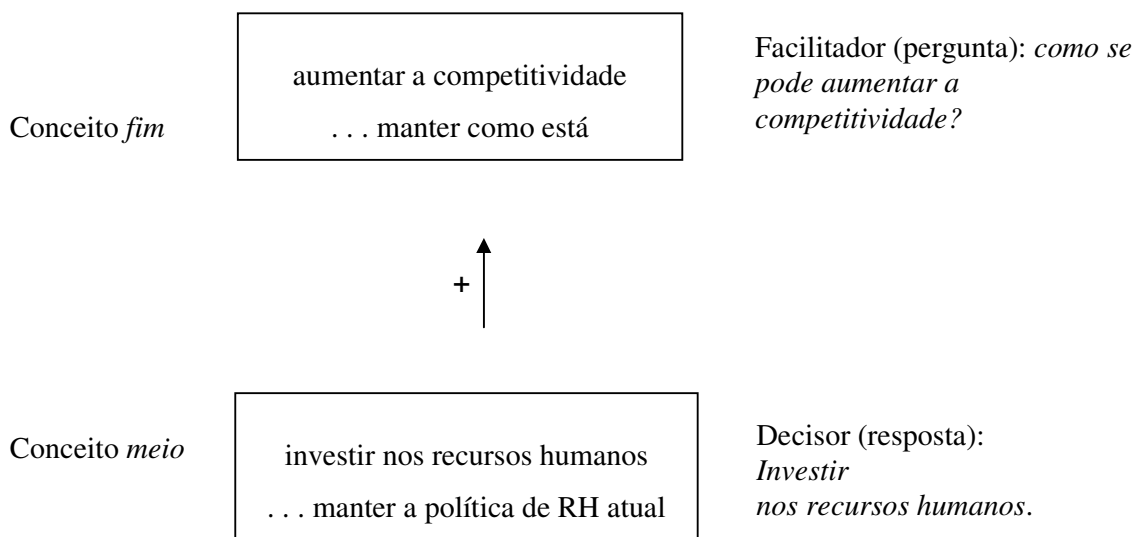 Conceito fim
aumentar a competitividade
. . . manter como está
Facilitador (pergunta): como se
pode aumentar a
competitividade?
+
Conceito meio
investir nos recursos humanos
. . . manter a política de RH atual
Decisor (resposta):
Investir
nos recursos humanos.